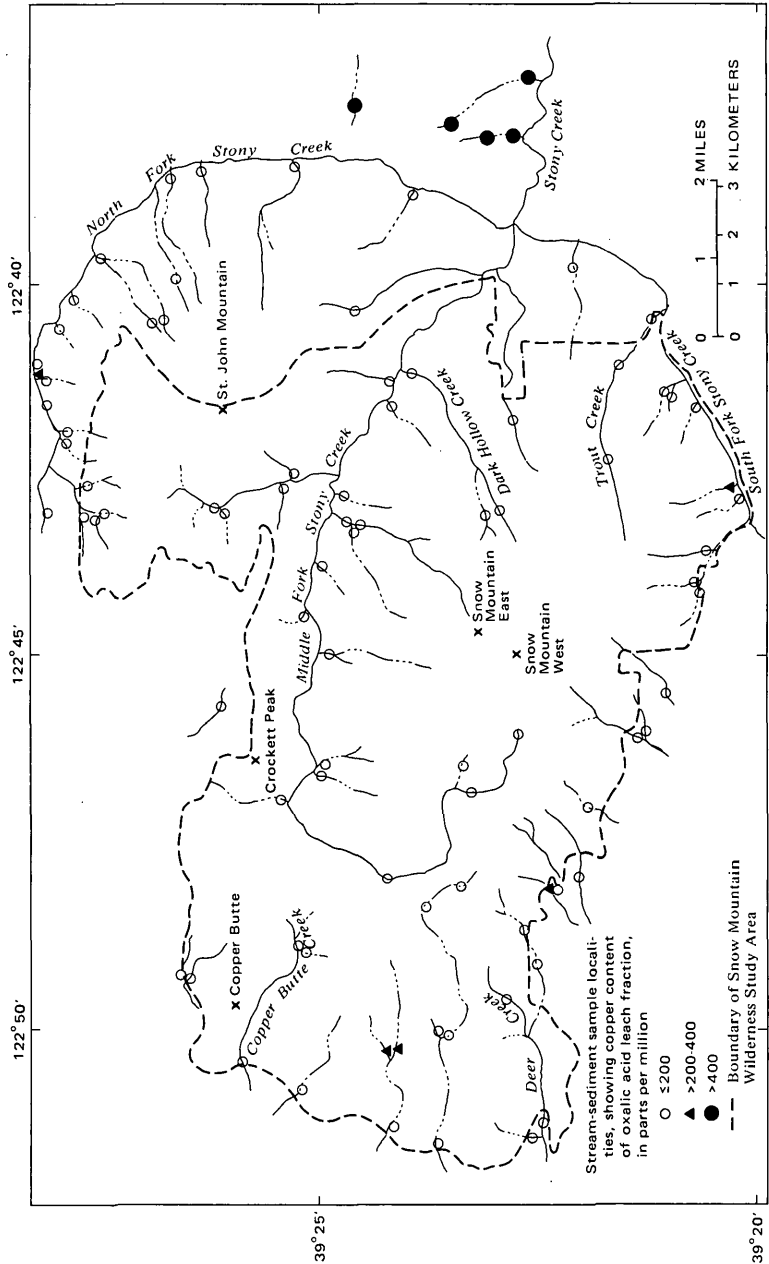 122°50'
122°45'
122°40'
39°25'
39°20'
Copper Butte
Copper Butte
Creek
Crockett Peak
St. John Mountain
North
Fork
Stony
Creek
Middle
Fork
Stony
Creek
Snow
Mountain
East
Snow
Mountain
West
Dark Hollow Creek
Stony Creek
Trout
Creek
South Fork Stony Creek
Deer
Creek
Stream-sediment sample locali-
ties, showing copper content
of oxalic acid leach fraction,
in parts per million
≤200
>200-400
>400
Boundary of Snow Mountain
Wilderness Study Area
0 1 2 MILES
0 1 2 3 KILOMETERS